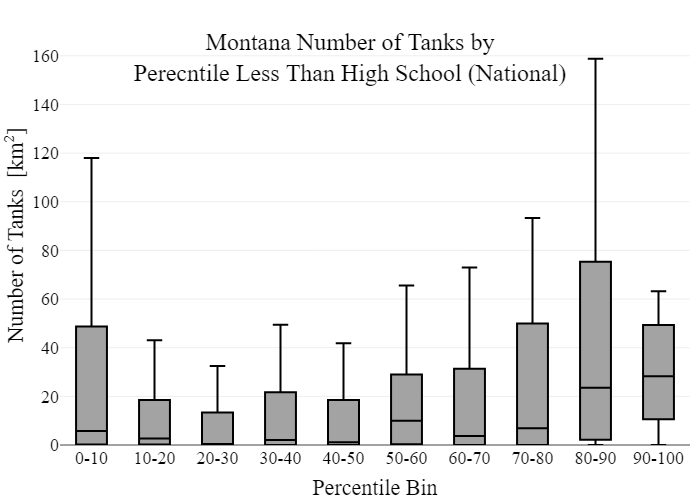 Montana Number of Tanks by
Perecntile Less Than High School (National)
Number of Tanks [km²]
160
140
120
100
80
60
40
20
0
0-10 10-20 20-30 30-40 40-50 50-60 60-70 70-80 80-90 90-100
Percentile Bin